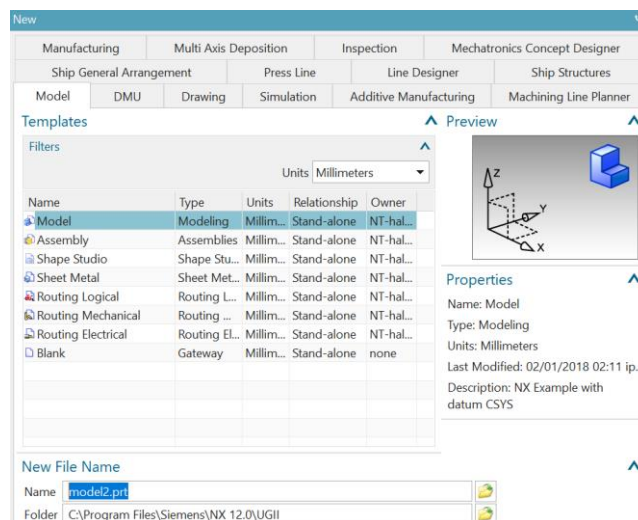 New
Manufacturing Multi Axis Deposition Inspection Mechatronics Concept Designer
Ship General Arrangement Press Line Line Designer Ship Structures
Model DMU Drawing Simulation Additive Manufacturing Machining Line Planner
Templates
Filters
Units Millimeters
Name Type Units Relationship Owner
Model Modeling Millim... Stand-alone NT-hal...
Assembly Assemblies Millim... Stand-alone NT-hal...
Shape Studio Shape Stu... Millim... Stand-alone NT-hal...
Sheet Metal Sheet Met... Millim... Stand-alone NT-hal...
Routing Logical Routing L... Millim... Stand-alone NT-hal...
Routing Mechanical Routing ... Millim... Stand-alone NT-hal...
Routing Electrical Routing El... Millim... Stand-alone NT-hal...
Blank Gateway Millim... Stand-alone none
Preview
Z
Y
X
Properties
Name: Model
Type: Modeling
Units: Millimeters
Last Modified: 02/01/2018 02:11 ip.
Description: NX Example with
datum CSYS
New File Name
Name model2.prt
Folder C:\Program Files\Siemens\NX 12.0\UGII